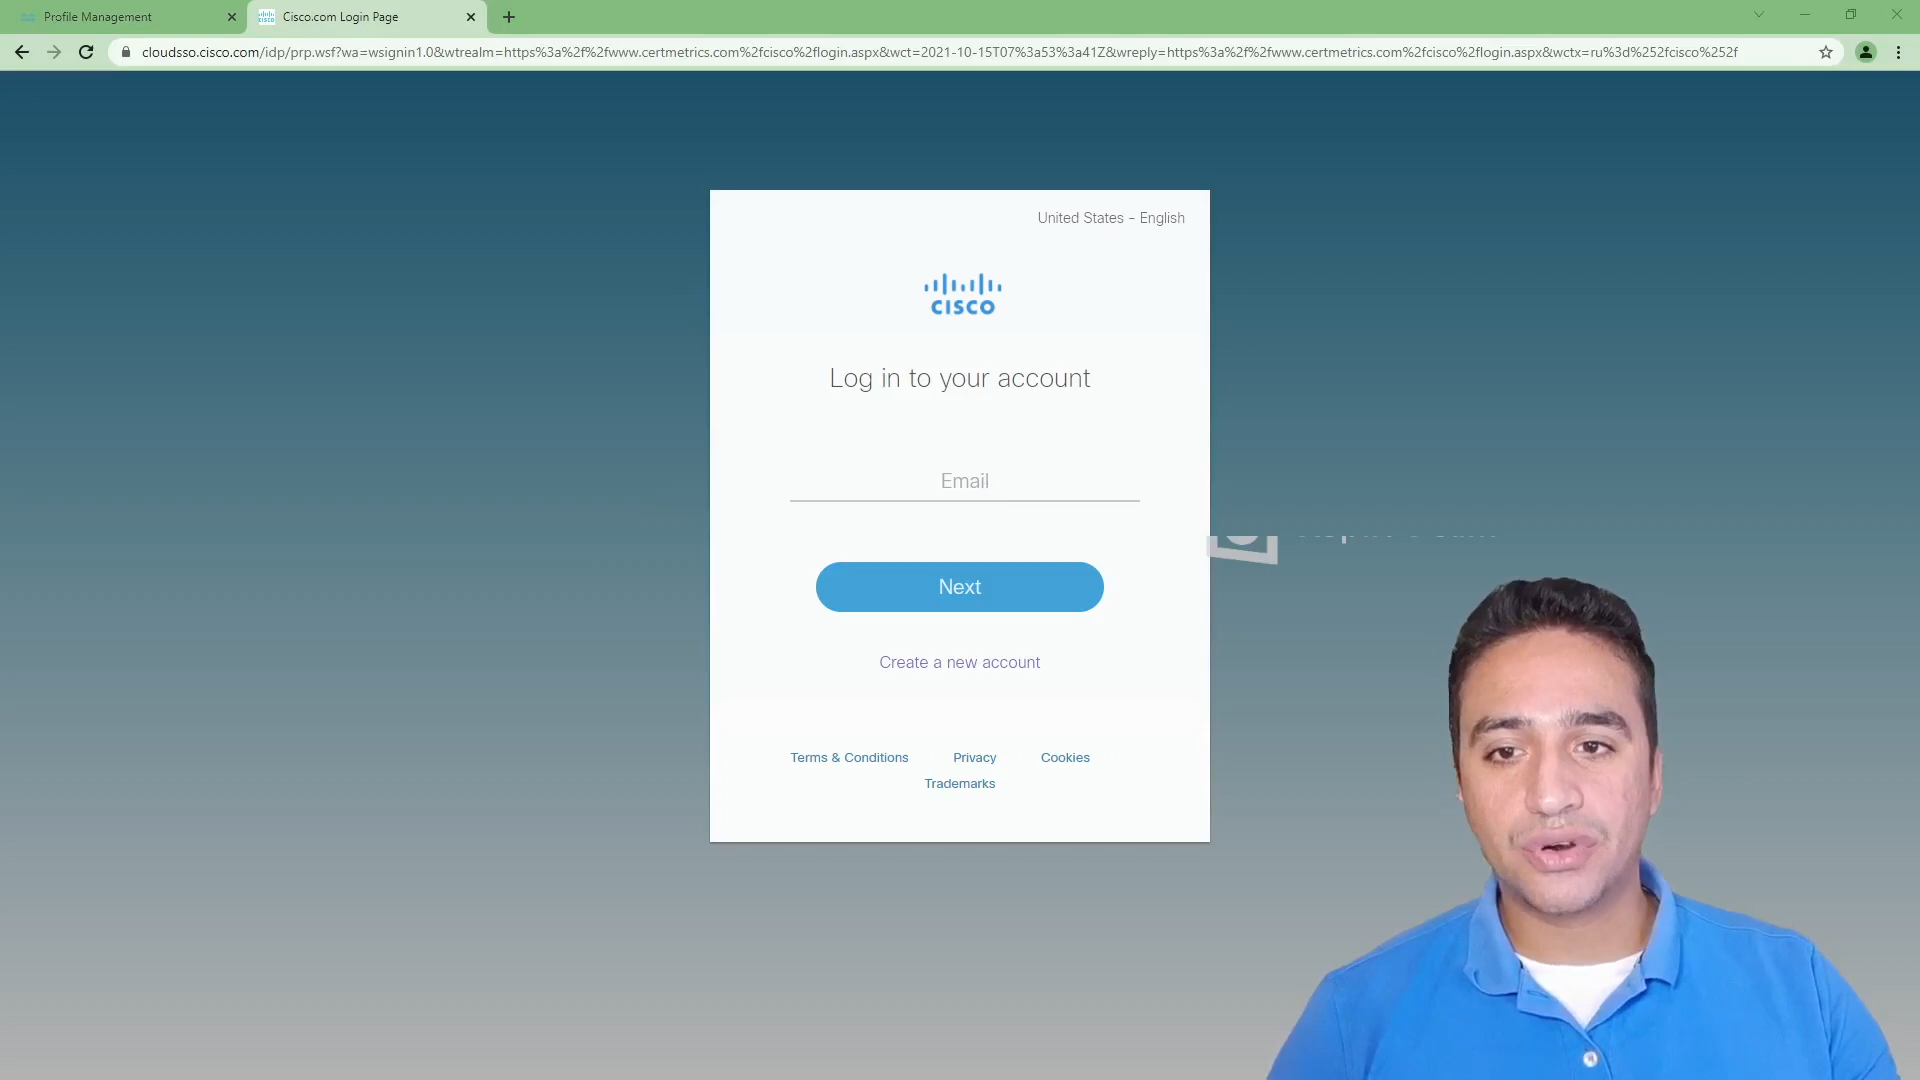 Profile Management
Cisco.com Login Page
cloudsso.cisco.com/idp/prp.wsf?wa=wsignin1.0&wtrealm=https%3a%2f%2fwww.certmetrics.com%2fcisco%2flogin.aspx&wct=2021-10-15T07%3a53%3a41Z&wreply=https%3a%2f%2fwww.certmetrics.com%2fcisco%2flogin.aspx&wctx=ru%3d%252fcisco%252f
United States - English
CISCO
Log in to your account
Email
Next
Create a new account
Terms & Conditions
Privacy
Cookies
Trademarks